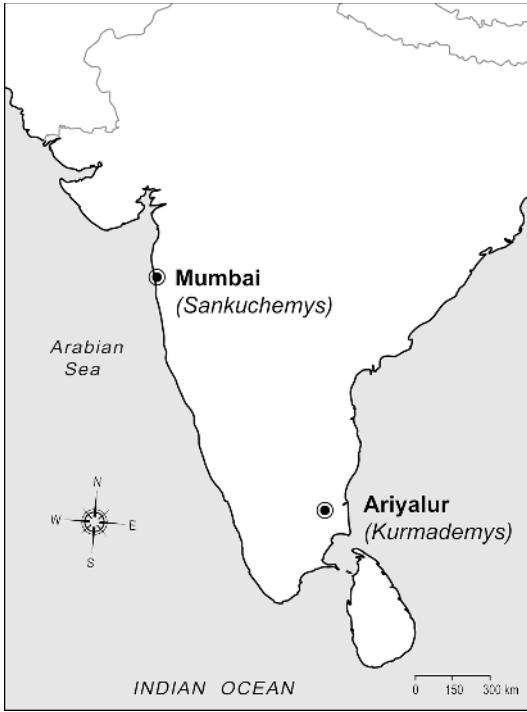 Mumbai
(Sankuchemys)
Arabian
Sea
N
W E
S
Ariyalur
(Kurmademys)
INDIAN OCEAN
0 150 300 km